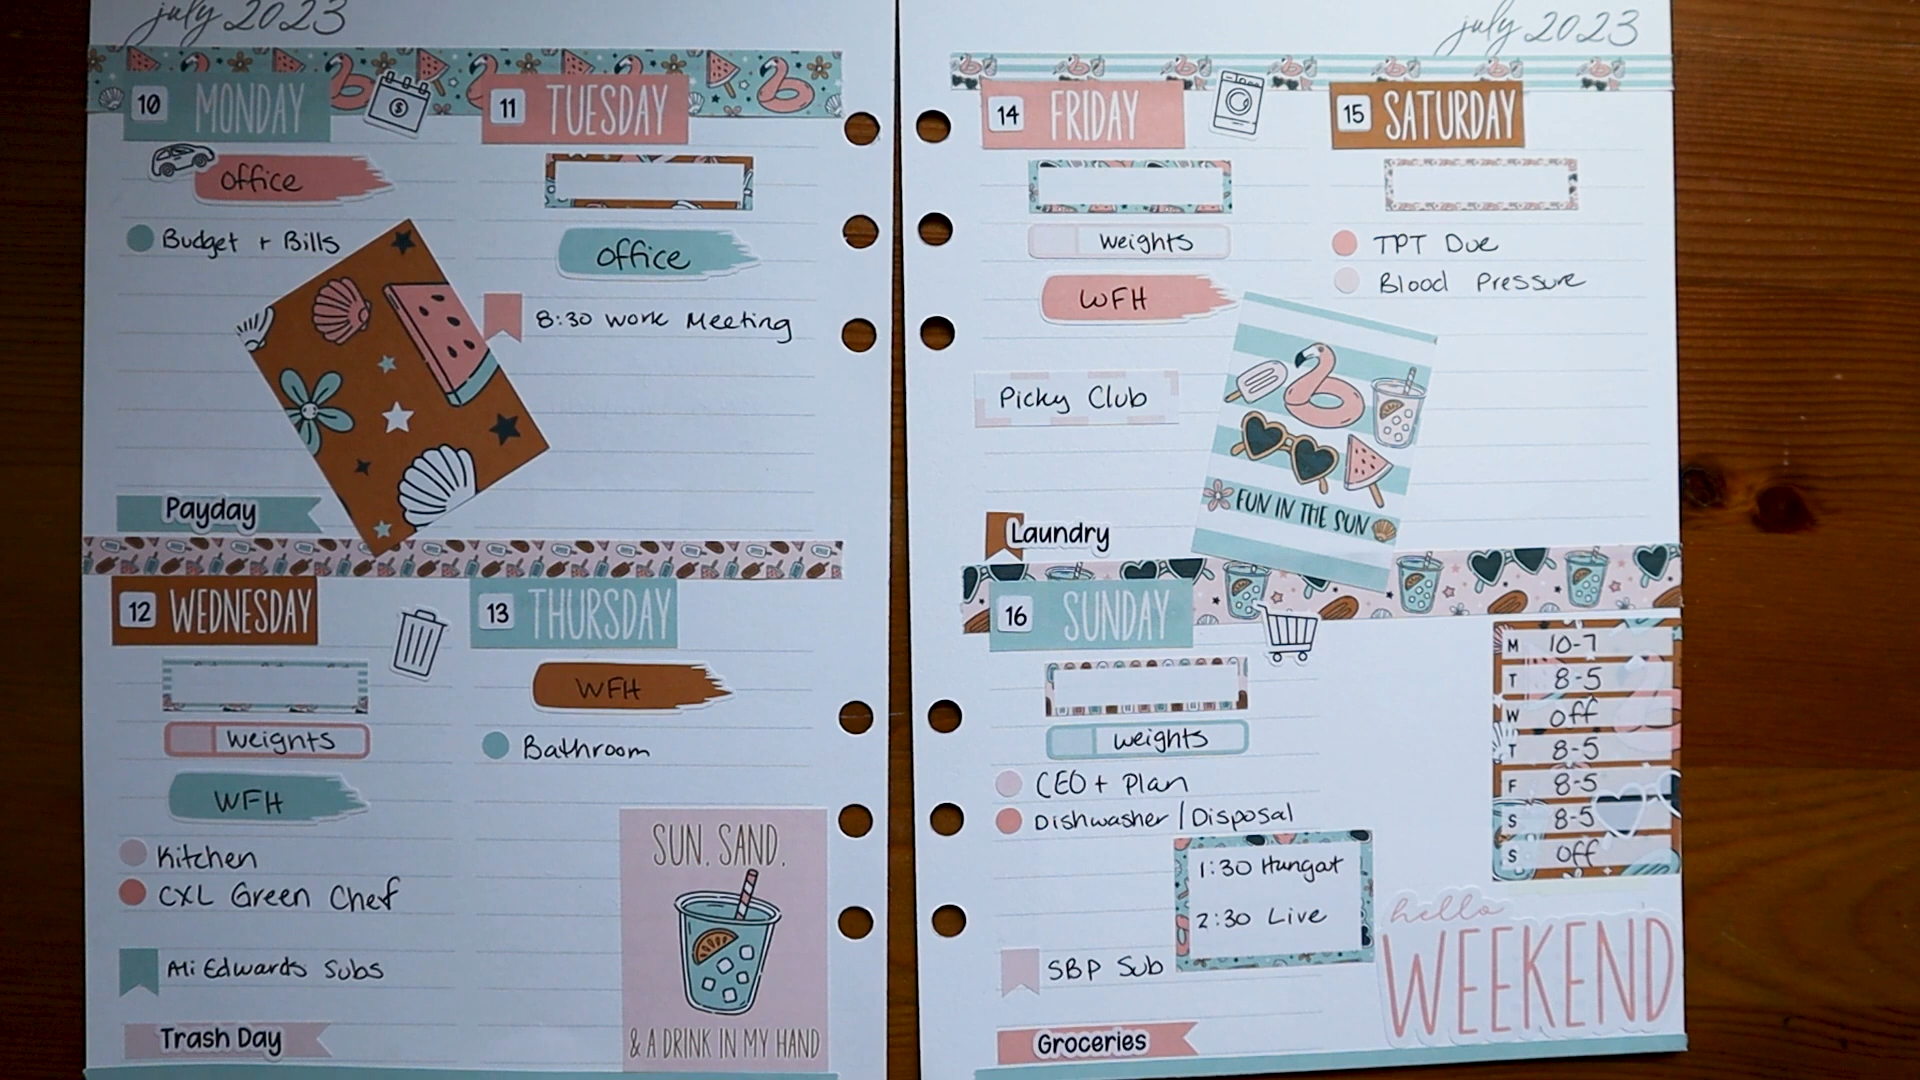 july 2023
10 MONDAY
$
office
Budget + Bills
Payday
11 TUESDAY
office
8:30 Work Meeting
12 WEDNESDAY
weights
WFH
Kitchen
CXL Green Chef
Mi Edwards Subs
Trash Day
13 THURSDAY
WFH
Bathroom
SUN, SAND,
& A DRINK IN MY HAND
july 2023
14 FRIDAY
weights
WFH
Picky Club
Laundry
FUN IN THE SUN
15 SATURDAY
TPT Due
Blood Pressure
16 SUNDAY
weights
CEO + Plan
Dishwasher / Disposal
1:30 Hungat
2:30 Live
SBP Sub
Groceries
M 10-7
T 8-5
W off
T 8-5
F 8-5
S 8-5
S off
hello
WEEKEND